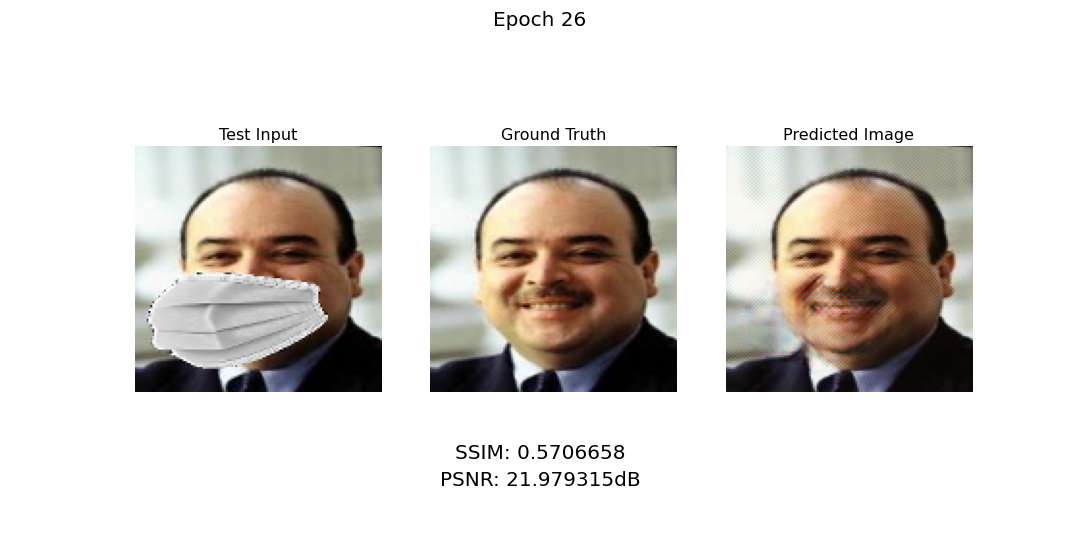 Epoch 26
Test Input
Ground Truth
Predicted Image
SSIM: 0.5706658
PSNR: 21.979315dB